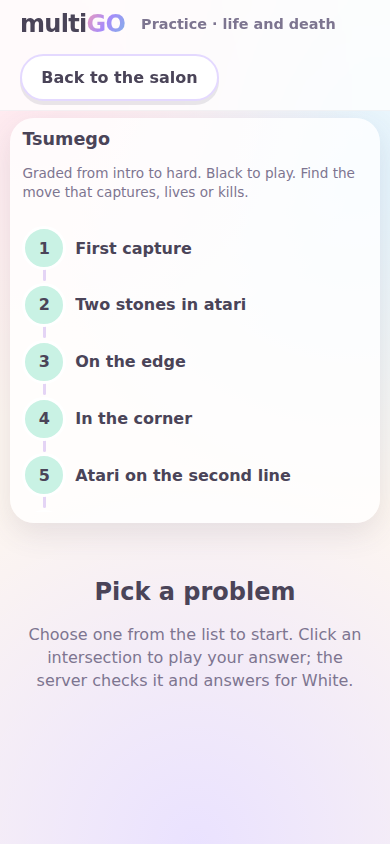 multiGO Practice · life and death
Back to the salon
Tsumego
Graded from intro to hard. Black to play. Find the
move that captures, lives or kills.
1 First capture
2 Two stones in atari
3 On the edge
4 In the corner
5 Atari on the second line
Pick a problem
Choose one from the list to start. Click an
intersection to play your answer; the
server checks it and answers for White.